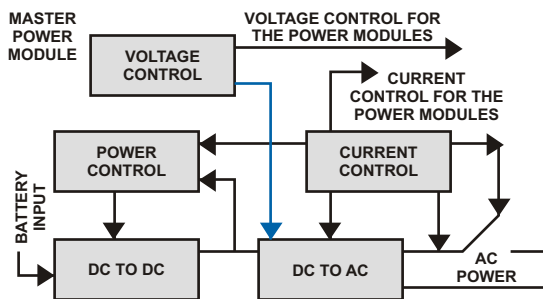 MASTER
POWER
MODULE
VOLTAGE CONTROL FOR
THE POWER MODULES
VOLTAGE
CONTROL
CURRENT
CONTROL FOR THE
POWER MODULES
POWER
CONTROL
CURRENT
CONTROL
BATTERY
INPUT
DC TO DC
DC TO AC
AC
POWER